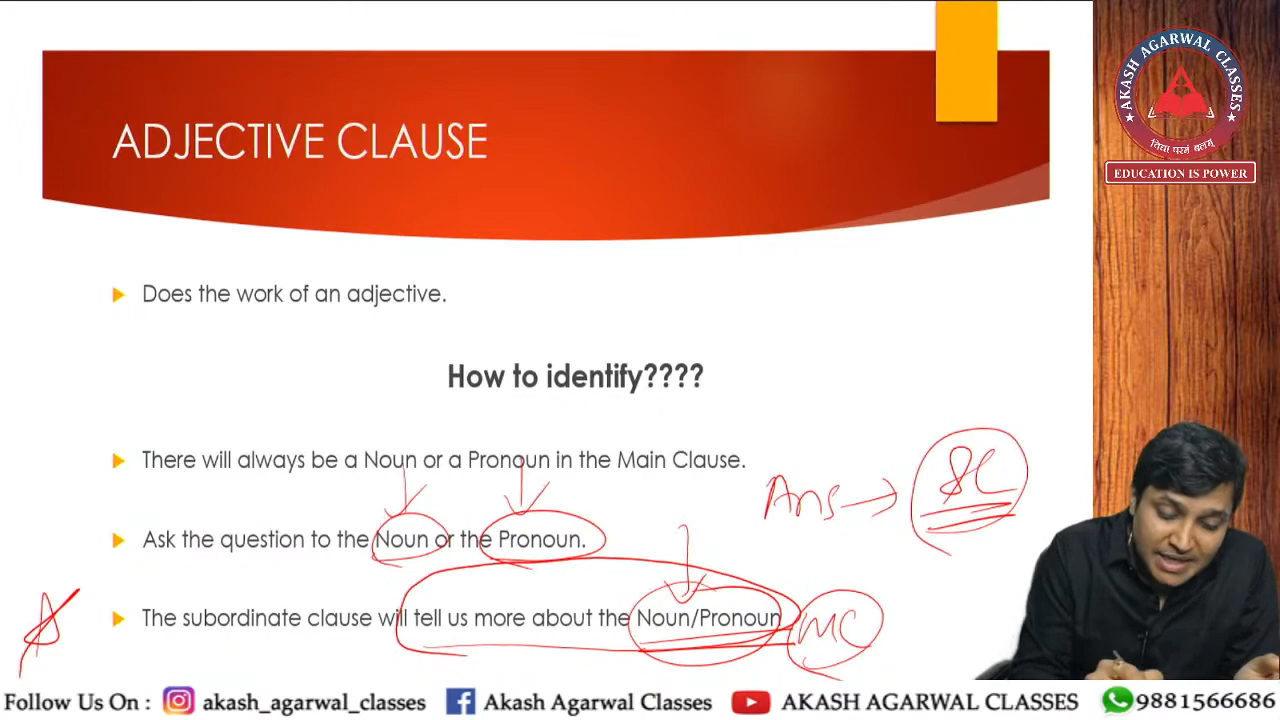 ADJECTIVE CLAUSE
AKASH AGARWAL CLASSES
विद्या परमं बलम्
EDUCATION IS POWER
Does the work of an adjective.
How to identify????
There will always be a Noun or a Pronoun in the Main Clause.
Ans → SC
Ask the question to the Noun or the Pronoun.
The subordinate clause will tell us more about the Noun/Pronoun MC
Follow Us On : akash_agarwal_classes Akash Agarwal Classes AKASH AGARWAL CLASSES 9881566686